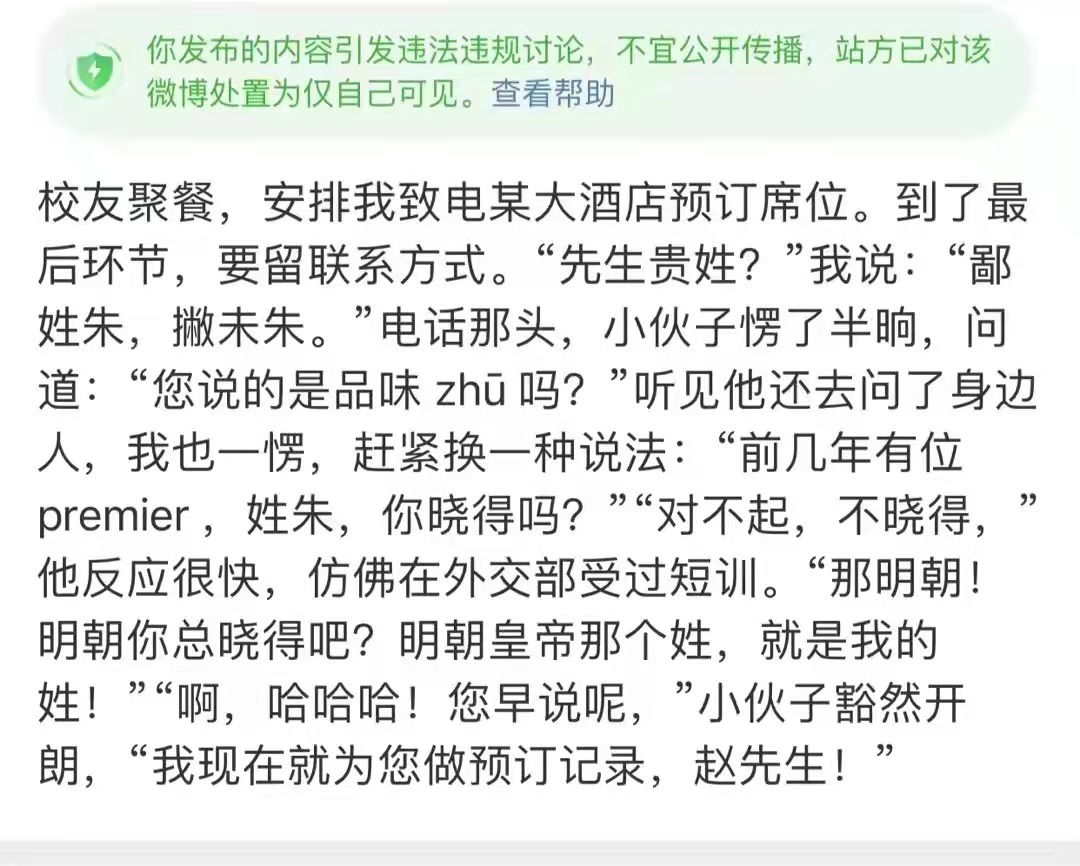 你发布的内容引发违法违规讨论，不宜公开传播，站方已对该
微博处置为仅自己可见。查看帮助
校友聚餐，安排我致电某大酒店预订席位。到了最
后环节，要留联系方式。“先生贵姓？”我说：“鄙
姓朱，撇未朱。”电话那头，小伙子愣了半晌，问
道：“您说的是品味 zhū 吗？”听见他还去问了身边
人，我也一愣，赶紧换一种说法：“前几年有位
premier，姓朱，你晓得吗？”“对不起，不晓得，”
他反应很快，仿佛在外交部受过短训。“那明朝！
明朝你总晓得吧？明朝皇帝那个姓，就是我的
姓！”“啊，哈哈哈！您早说呢，”小伙子豁然开
朗，“我现在就为您做预订记录，赵先生！”